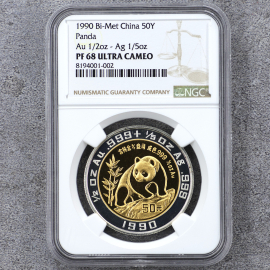 1990 Bi-Met China 50Y
Panda
Au 1/2oz - Ag 1/5oz
PF 68 ULTRA CAMEO
8194001-002
NUMISMATIC GUARANTY COMPANY
NGC
1/2 OZ Au .999 + 1/5 OZ Ag .999
50元
1990